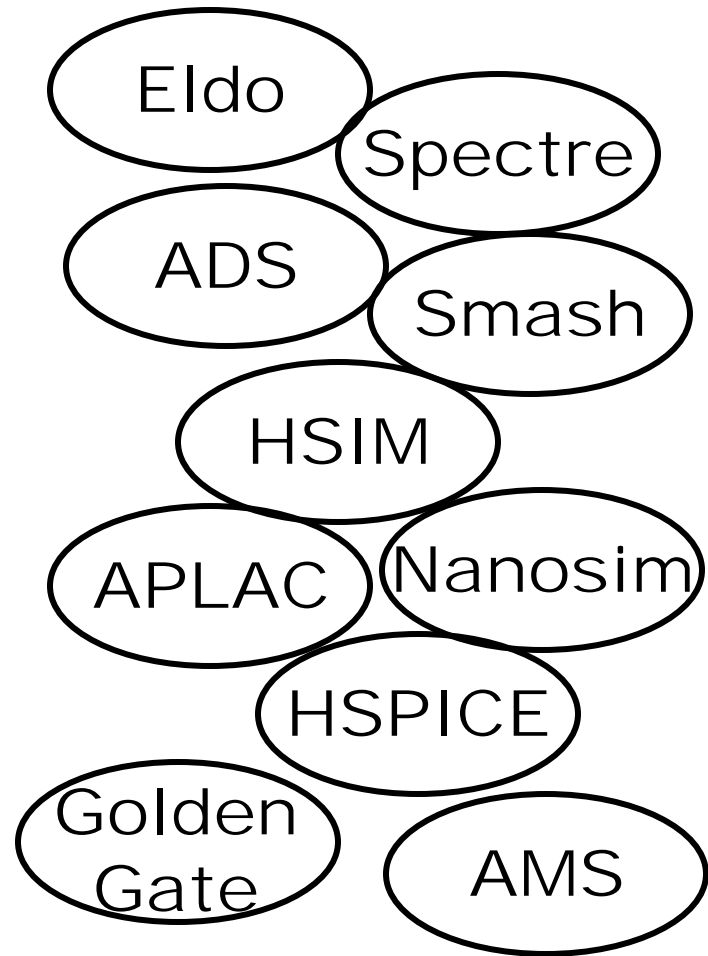 Eldo
Spectre
ADS
Smash
HSIM
APLAC
Nanosim
HSPICE
Golden
Gate
AMS